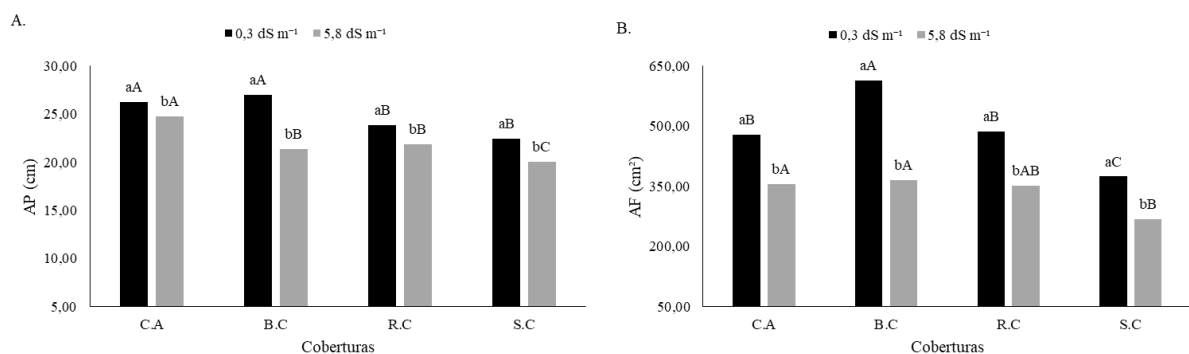 A.
0,3 dS m⁻¹ 5,8 dS m⁻¹
30,00
25,00
20,00
15,00
10,00
5,00
AP (cm)
aA
bA
aA
bB
aB
bB
aB
bC
C.A B.C R.C S.C
Coberturas
B.
0,3 dS m⁻¹ 5,8 dS m⁻¹
650,00
500,00
350,00
200,00
50,00
AF (cm²)
aB
bA
aA
bA
aB
bAB
aC
bB
C.A B.C R.C S.C
Coberturas